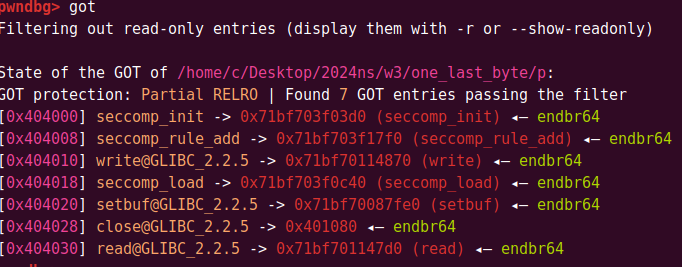 pwndbg> got
Filtering out read-only entries (display them with -r or --show-readonly)
State of the GOT of /home/c/Desktop/2024ns/w3/one_last_byte/p:
GOT protection: Partial RELRO | Found 7 GOT entries passing the filter
[0x404000] seccomp_init -> 0x71bf703f03d0 (seccomp_init) ◂— endbr64
[0x404008] seccomp_rule_add -> 0x71bf703f17f0 (seccomp_rule_add) ◂— endbr64
[0x404010] write@GLIBC_2.2.5 -> 0x71bf70114870 (write) ◂— endbr64
[0x404018] seccomp_load -> 0x71bf703f0c40 (seccomp_load) ◂— endbr64
[0x404020] setbuf@GLIBC_2.2.5 -> 0x71bf70087fe0 (setbuf) ◂— endbr64
[0x404028] close@GLIBC_2.2.5 -> 0x401080 ◂— endbr64
[0x404030] read@GLIBC_2.2.5 -> 0x71bf701147d0 (read) ◂— endbr64